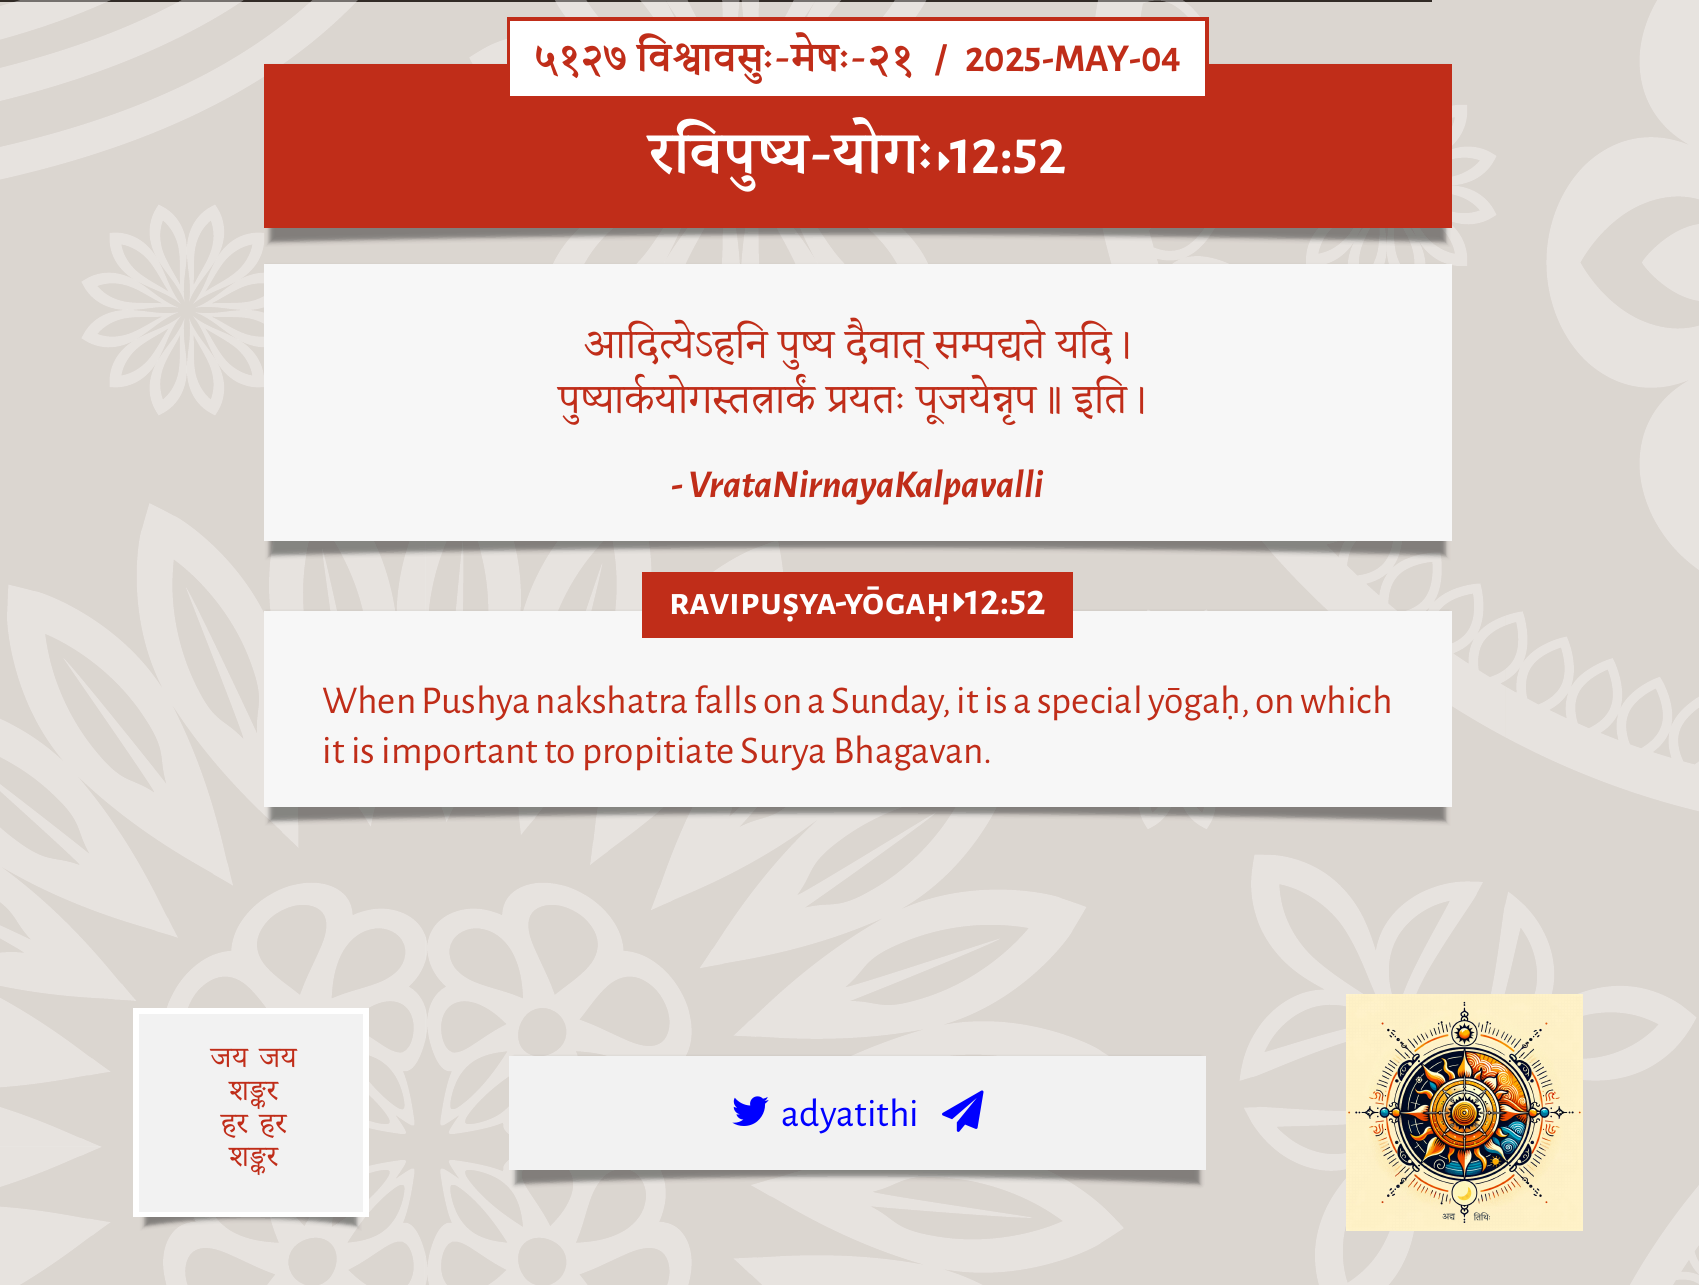 ५१२७ विश्वावसुः-मेषः-२१ / 2025-MAY-04
रविपुष्य-योगः▸12:52
आदित्येऽहनि पुष्य दैवात् सम्पद्यते यदि।
पुष्यार्कयोगस्तत्रार्कं प्रयतः पूजयेन्नृप॥ इति।
- VrataNirnayaKalpavalli
RAVIPUṢYA-YŌGAḤ▸12:52
When Pushya nakshatra falls on a Sunday, it is a special yōgaḥ, on which
it is important to propitiate Surya Bhagavan.
जय जय
शङ्कर
हर हर
शङ्कर
adyatithi
अद्य तिथिः